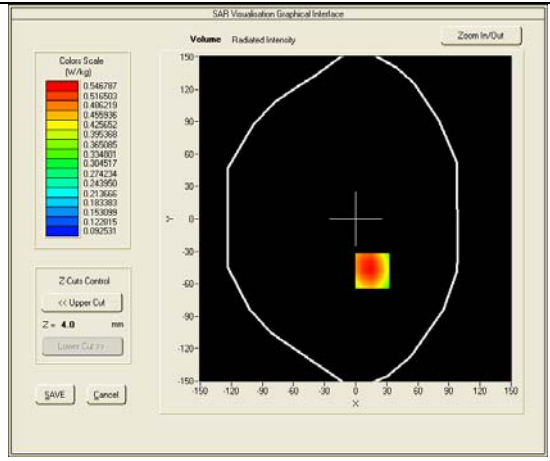 SAR Visualisation Graphical Interface
Volume Radiated Intensity
Zoom In/Out
Colors Scale
(W/kg)
0.546787
0.516503
0.486219
0.455936
0.425652
0.395368
0.365085
0.334801
0.304517
0.274234
0.243950
0.213666
0.183383
0.153099
0.122815
0.092531
Z Cuts Control
<< Upper Cut
Z = 4.0 mm
Lower Cut >>
SAVE
Cancel
150
120
90
60
30
0
-30
-60
-90
-120
-150
Y
-150 -120 -90 -60 -30 0 30 60 90 120 150
X